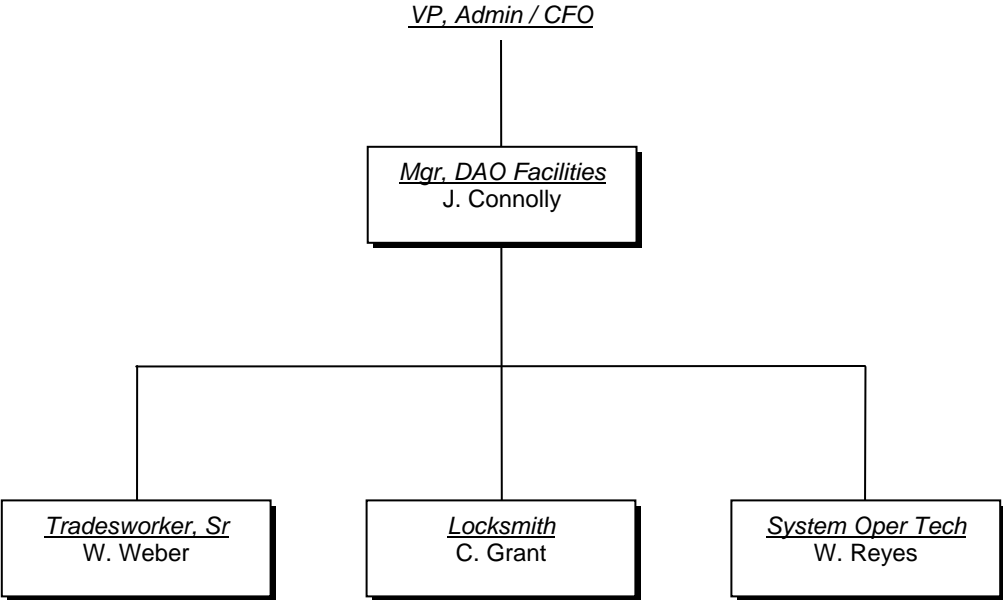 VP, Admin / CFO
Mgr, DAO Facilities
J. Connolly
Tradesworker, Sr
W. Weber
Locksmith
C. Grant
System Oper Tech
W. Reyes